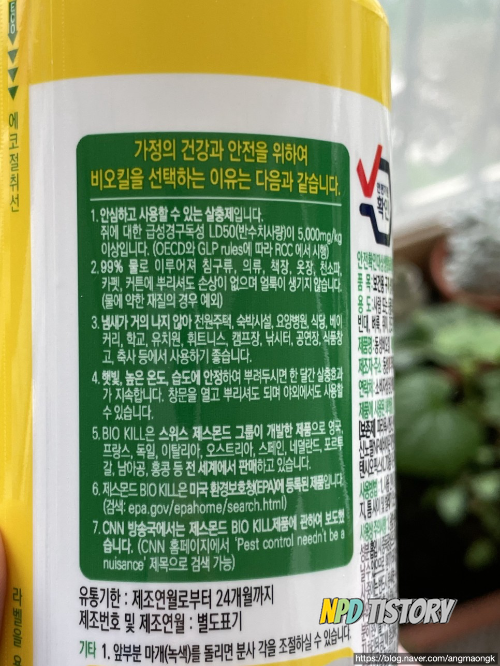 에코절취선
가정의 건강과 안전을 위하여
비오킬을 선택하는 이유는 다음과 같습니다.
1. 안심하고 사용할 수 있는 살충제입니다.
쥐에 대한 급성경구독성 LD50(반수치사량)이 5,000mg/kg
이상입니다. (OECD와 GLP rules에 따라 RCC에서 시행)
2. 99% 물로 이루어져 침구류, 의류, 책장, 옷장, 천소파,
카펫, 커튼에 뿌리셔도 손상이 없으며 얼룩이 생기지 않습니다.
(물에 약한 재질의 경우 예외)
3. 냄새가 거의 나지 않아 전원주택, 숙박시설, 요양병원, 식당, 베이
커리, 학교, 유치원, 휘트니스, 캠프장, 낚시터, 공연장, 식품창
고, 축사 등에서 사용하기 좋습니다.
4. 햇빛, 높은 온도, 습도에 안정하여 뿌려두시면 한 달간 살충효과
가 지속합니다. 창문을 열고 뿌리셔도 되며 야외에서도 사용할
수 있습니다.
5. BIO KILL은 스위스 제스몬드 그룹이 개발한 제품으로 영국,
프랑스, 독일, 이탈리아, 오스트리아, 스페인, 네덜란드, 포르투
갈, 남아공, 홍콩 등 전 세계에서 판매하고 있습니다.
6. 제스몬드 BIO KILL은 미국 환경보호청(EPA)에 등록된 제품입니다.
(검색: epa.gov/epahome/search.html)
7. CNN 방송국에서는 제스몬드 BIO KILL제품에 관하여 보도했
습니다. (CNN 홈페이지에서 'Pest control needn't be a
nuisance' 제목으로 검색 가능)
유통기한 : 제조연월로부터 24개월까지
제조번호 및 제조연월 : 별도표기
기타 1. 앞부분 마개(녹색)를 돌리면 분사 각을 조절하실 수 있습니다.
확인
NPD TISTORY
https://blog.naver.com/angmaongk